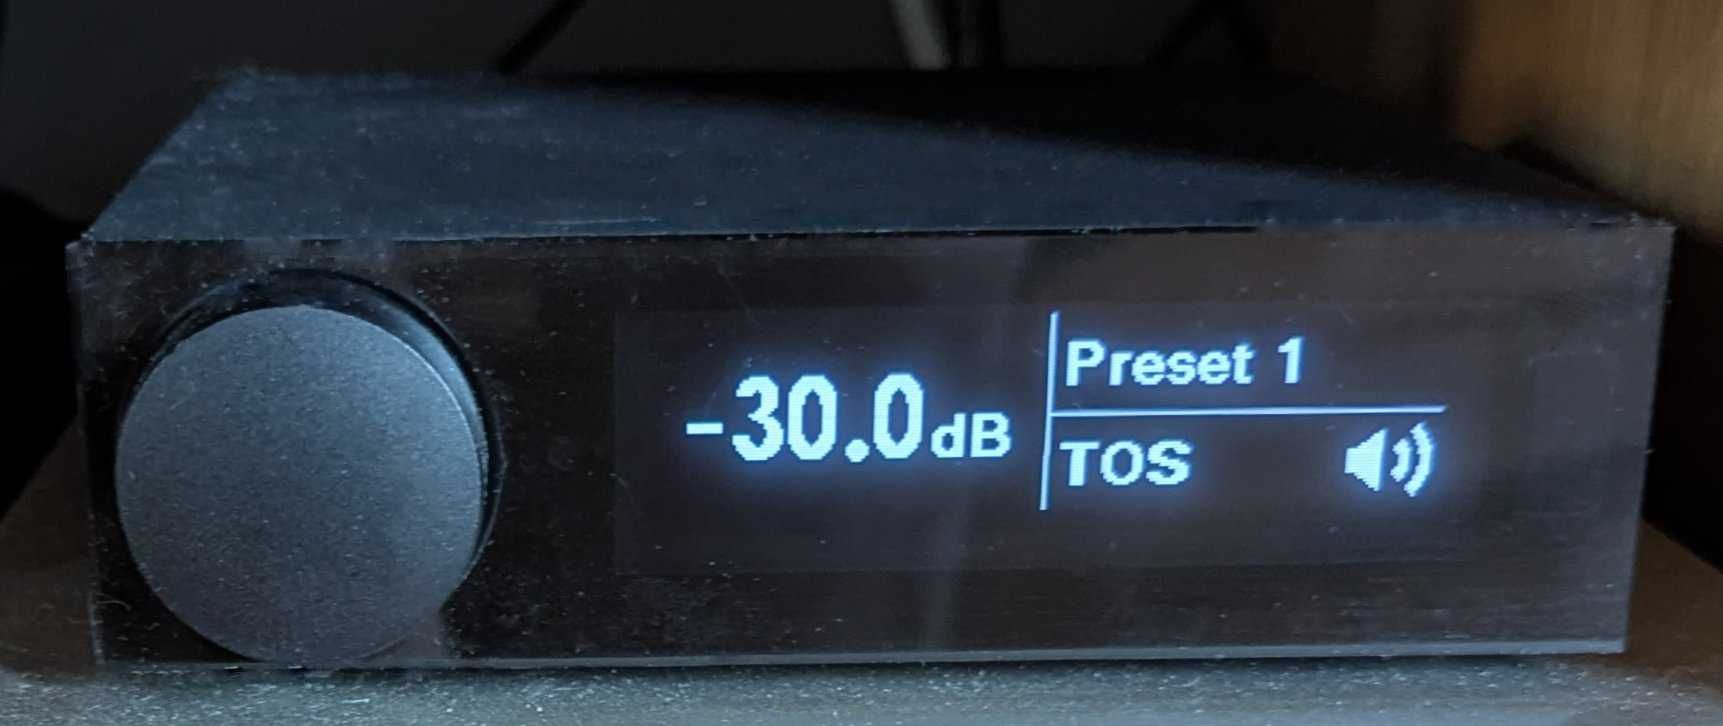 -30.0dB
Preset 1
TOS